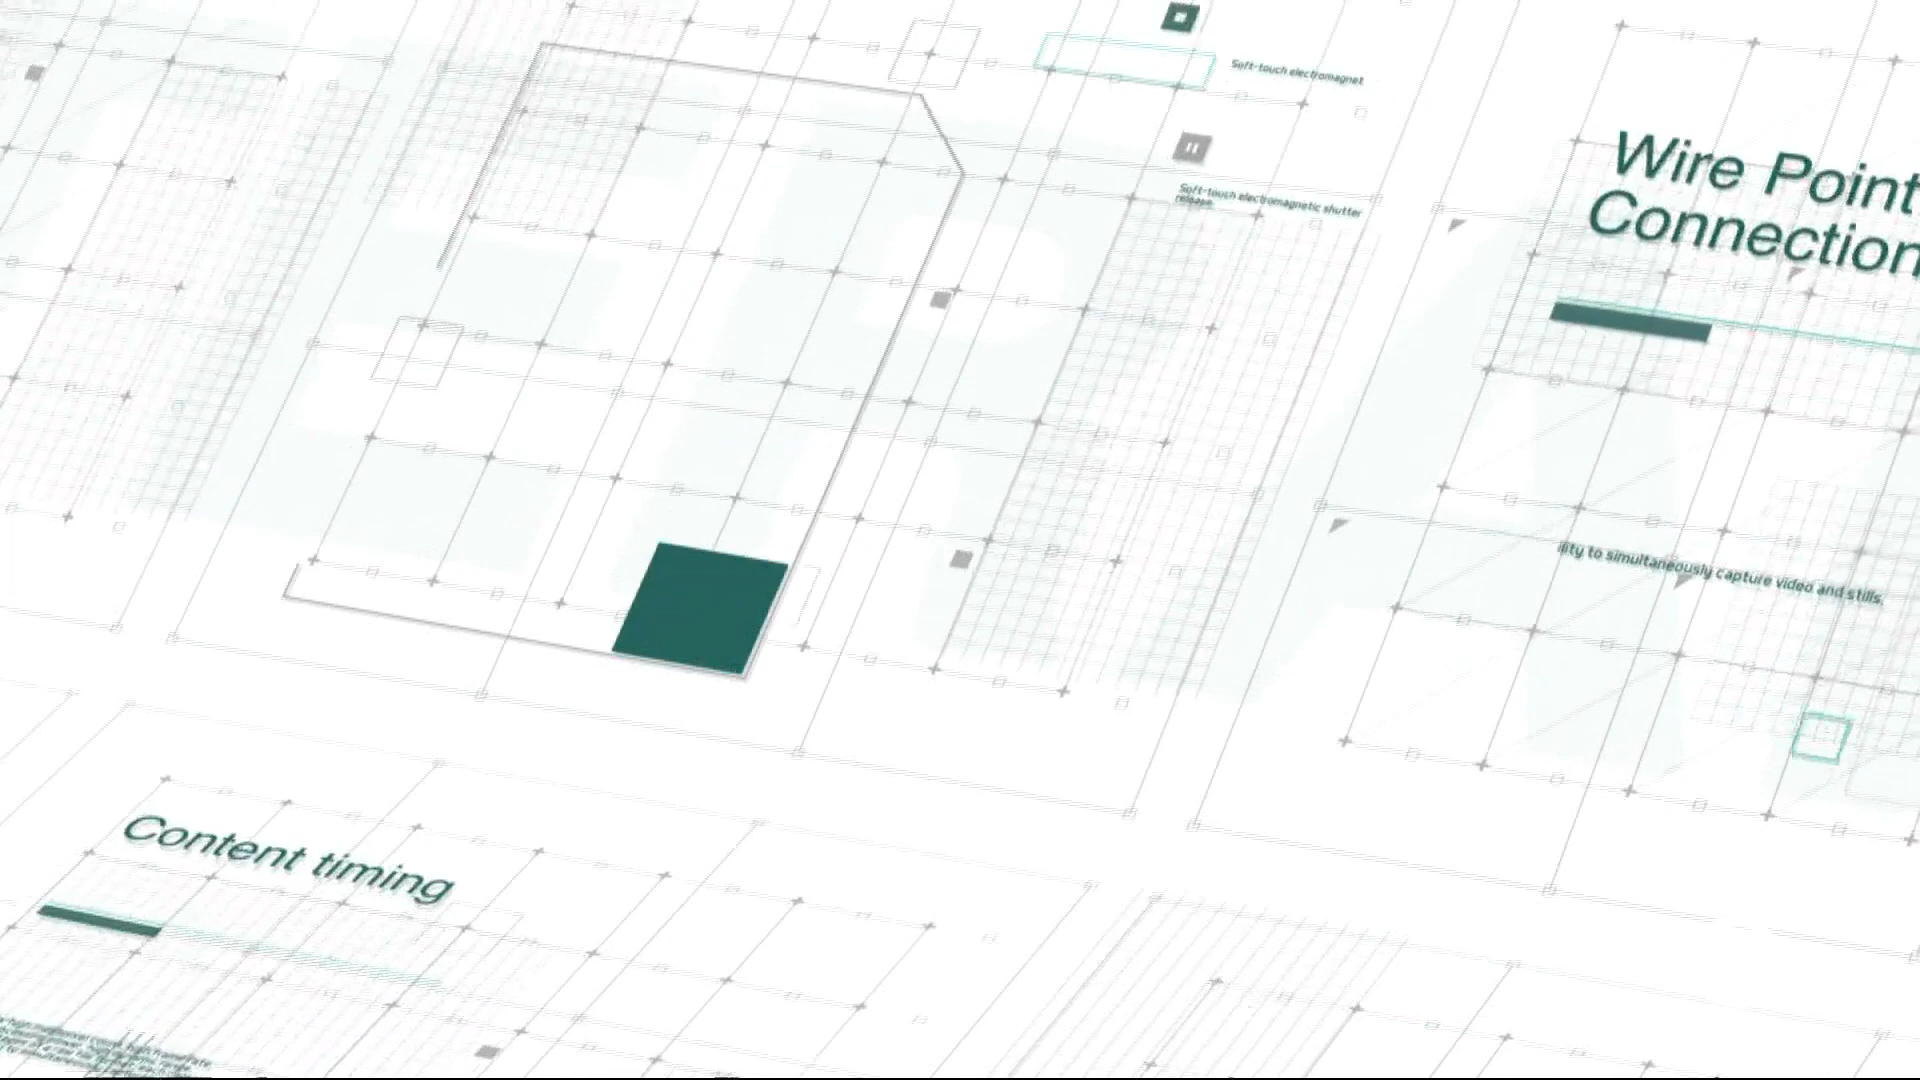 Soft-touch electromagnet
Soft-touch electromagnetic shutter
release.
Wire Point
Connection
ility to simultaneously capture video and stills.
Content timing